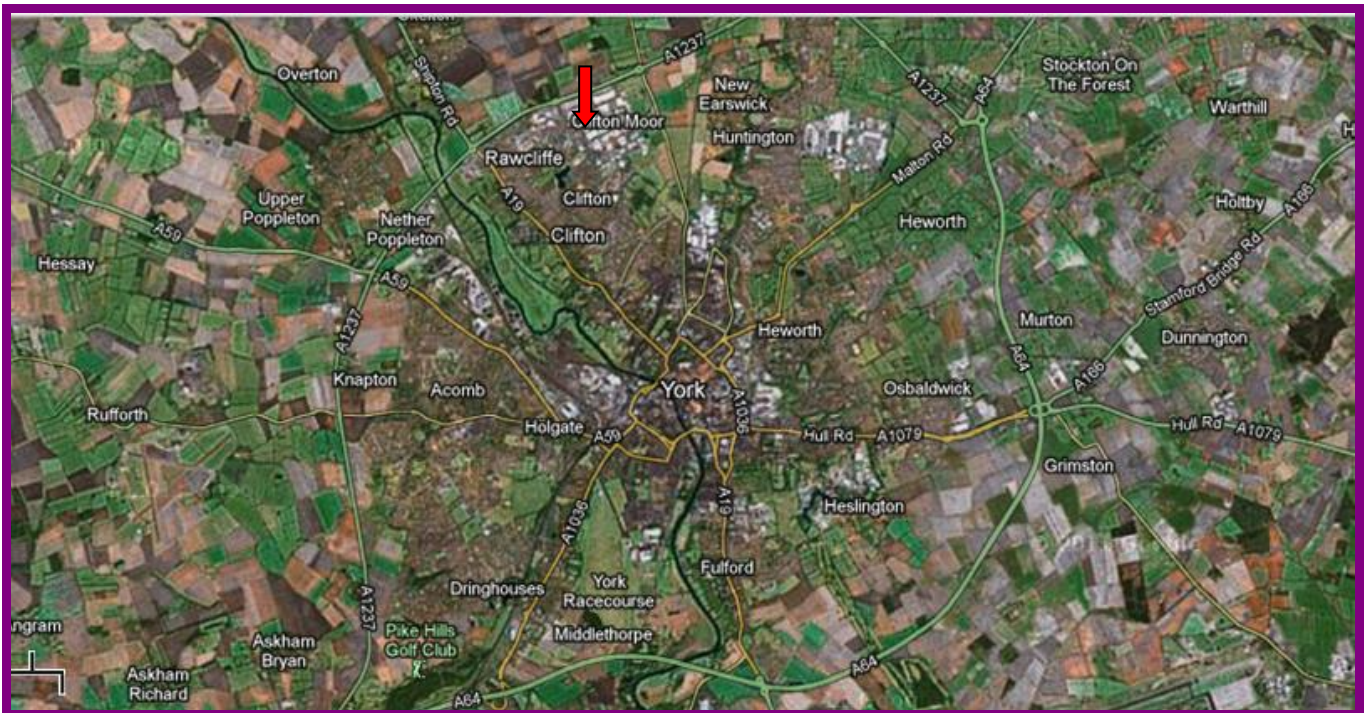 Skelton
A1237
Overton
Shipton Rd
New
Earswick
A1237
A64
Stockton On
The Forest
Warthill
H
Clifton Moor
Huntington
Malton Rd
Rawcliffe
A19
Clifton
Upper
Poppleton
Nether
Poppleton
Holtby
A166
Heworth
Clifton
A59
Hessay
A59
Stamford Bridge Rd
A1237
Heworth
Murton
Dunnington
A64
A166
Knapton
Acomb
York
Osbaldwick
A1036
Rufforth
Holgate
A59
Hull Rd
A1079
Hull Rd
A1079
Grimston
A1036
A19
Heslington
Fulford
Dringhouses
York
Racecourse
A1237
Middlethorpe
ngram
Askham
Bryan
Pike Hills
Golf Club
Askham
Richard
A64
A64